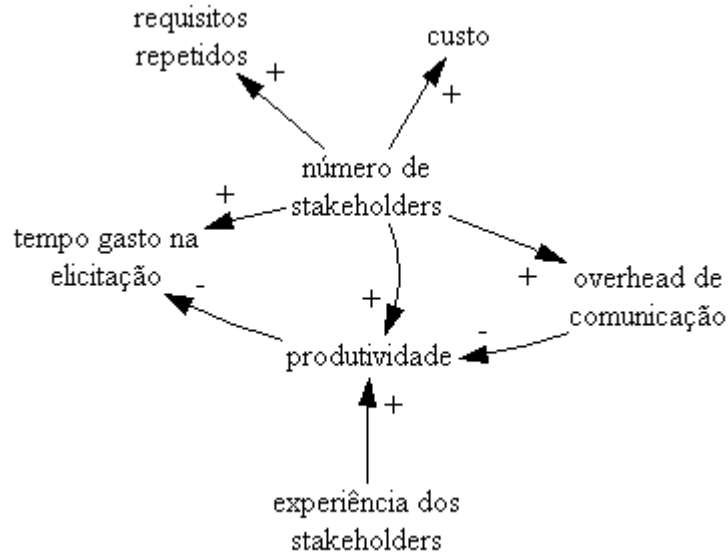 requisitos
repetidos
+
custo
+
número de
stakeholders
+
tempo gasto na
elicitação
-
+
+
overhead de
comunicação
-
produtividade
+
experiência dos
stakeholders